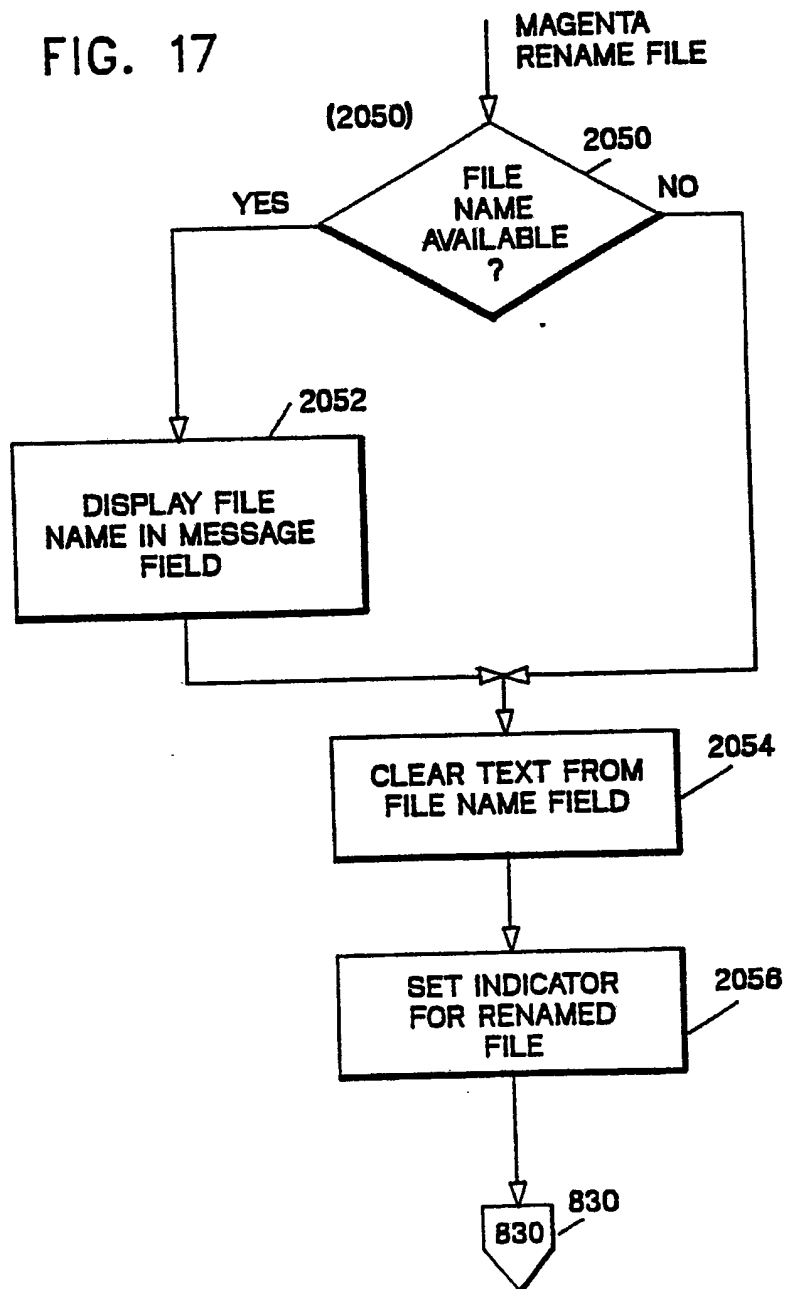 FIG. 17
MAGENTA
RENAME FILE
(2050)
2050
FILE
NAME
AVAILABLE
?
YES
NO
2052
DISPLAY FILE
NAME IN MESSAGE
FIELD
2054
CLEAR TEXT FROM
FILE NAME FIELD
2056
SET INDICATOR
FOR RENAMED
FILE
830
830